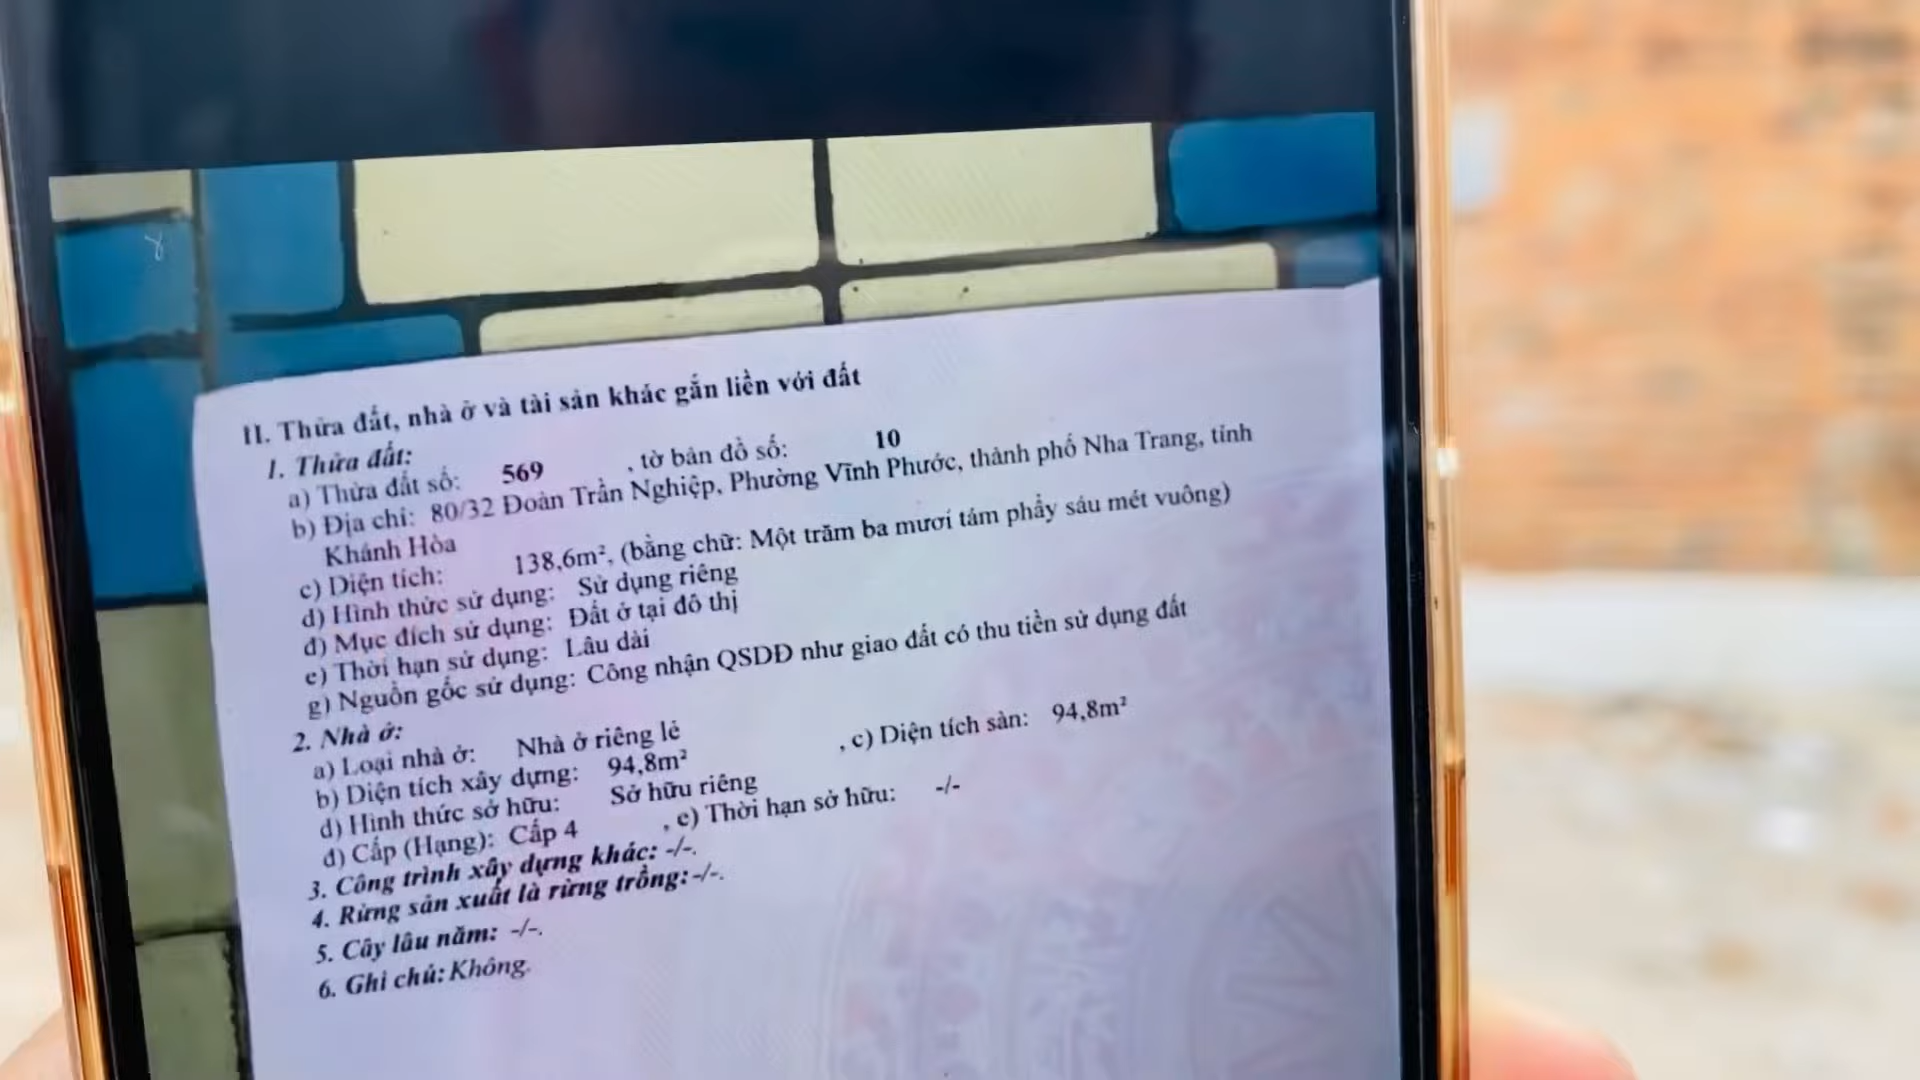 II. Thửa đất, nhà ở và tài sản khác gắn liền với đất
1. Thửa đất:
a) Thửa đất số: 569 , tờ bản đồ số: 10
b) Địa chỉ: 80/32 Đoàn Trần Nghiệp, Phường Vĩnh Phước, thành phố Nha Trang, tỉnh
Khánh Hòa
c) Diện tích: 138,6m², (bằng chữ: Một trăm ba mươi tám phẩy sáu mét vuông)
d) Hình thức sử dụng: Sử dụng riêng
đ) Mục đích sử dụng: Đất ở tại đô thị
e) Thời hạn sử dụng: Lâu dài
g) Nguồn gốc sử dụng: Công nhận QSDĐ như giao đất có thu tiền sử dụng đất
2. Nhà ở:
a) Loại nhà ở: Nhà ở riêng lẻ
b) Diện tích xây dựng: 94,8m² , c) Diện tích sàn: 94,8m²
d) Hình thức sở hữu: Sở hữu riêng
đ) Cấp (Hạng): Cấp 4 , e) Thời hạn sở hữu: -/-
3. Công trình xây dựng khác: -/-.
4. Rừng sản xuất là rừng trồng: -/-.
5. Cây lâu năm: -/-.
6. Ghi chú: Không.